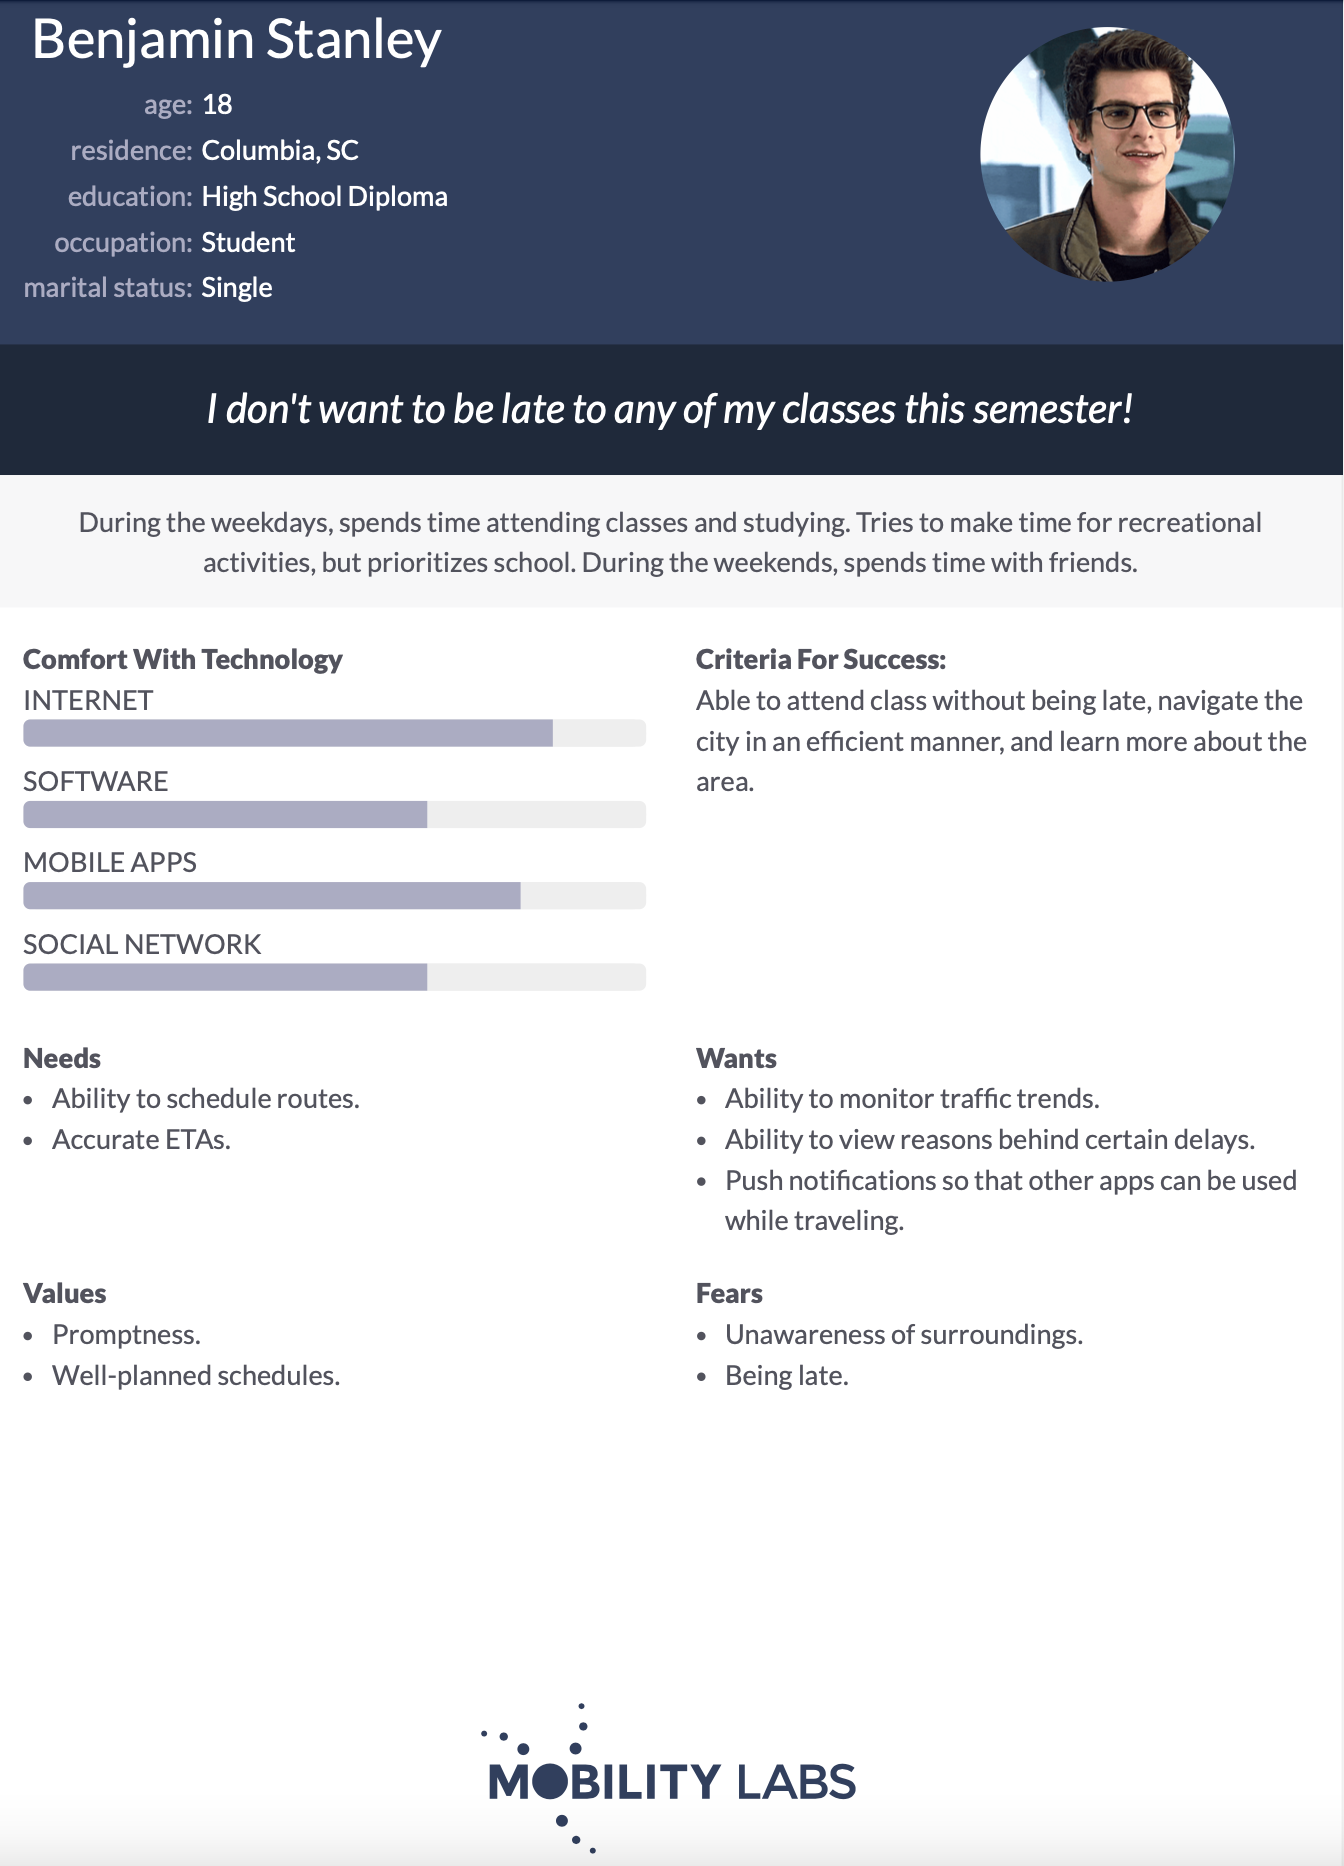 Benjamin Stanley
age: 18
residence: Columbia, SC
education: High School Diploma
occupation: Student
marital status: Single
I don't want to be late to any of my classes this semester!
During the weekdays, spends time attending classes and studying. Tries to make time for recreational
activities, but prioritizes school. During the weekends, spends time with friends.
Comfort With Technology
INTERNET
SOFTWARE
MOBILE APPS
SOCIAL NETWORK
Criteria For Success:
Able to attend class without being late, navigate the
city in an efficient manner, and learn more about the
area.
Needs
• Ability to schedule routes.
• Accurate ETAs.
Wants
• Ability to monitor traffic trends.
• Ability to view reasons behind certain delays.
• Push notifications so that other apps can be used
while traveling.
Values
• Promptness.
• Well-planned schedules.
Fears
• Unawareness of surroundings.
• Being late.
MOBILITY LABS